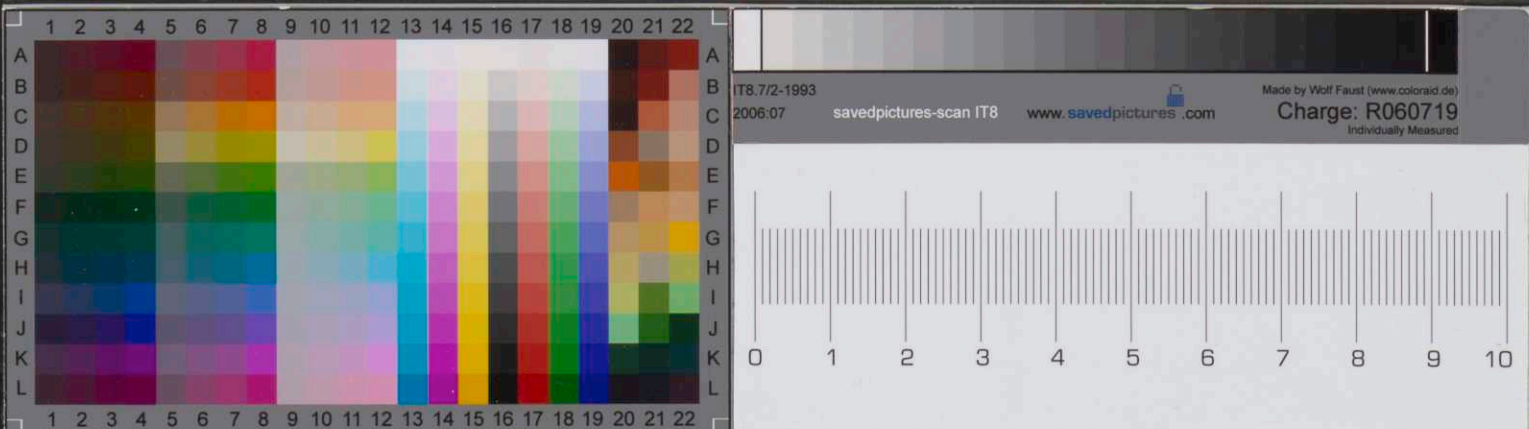 1 2 3 4 5 6 7 8 9 10 11 12 13 14 15 16 17 18 19 20 21 22
A A
B B
C C
D D
E E
F F
G G
H H
I I
J J
K K
L L
1 2 3 4 5 6 7 8 9 10 11 12 13 14 15 16 17 18 19 20 21 22
IT8.7/2-1993
2006:07
savedpictures-scan IT8
www.savedpictures.com
Made by Wolf Faust (www.coloraid.de)
Charge: R060719
Individually Measured
0 1 2 3 4 5 6 7 8 9 10